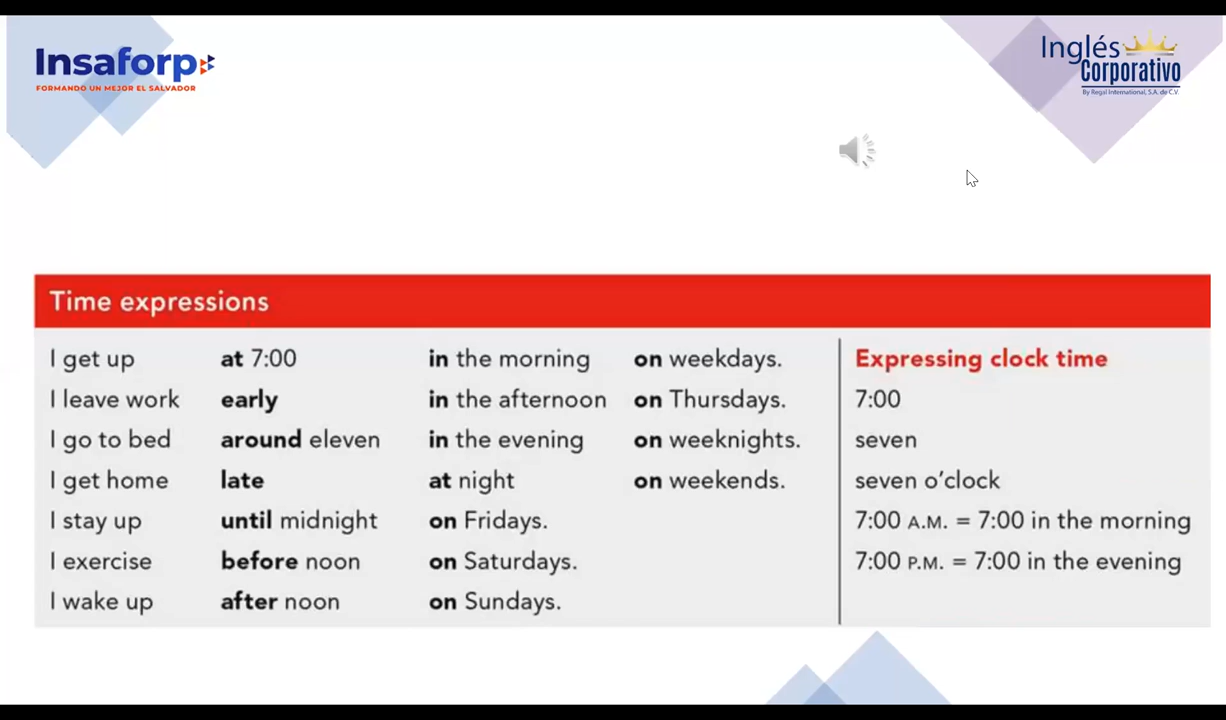 Insaforp
FORMANDO UN MEJOR EL SALVADOR
Inglés
Corporativo
By Regal International, S.A. de C.V.
Time expressions
I get up at 7:00 in the morning on weekdays.
I leave work early in the afternoon on Thursdays.
I go to bed around eleven in the evening on weeknights.
I get home late at night on weekends.
I stay up until midnight on Fridays.
I exercise before noon on Saturdays.
I wake up after noon on Sundays.
Expressing clock time
7:00
seven
seven o'clock
7:00 A.M. = 7:00 in the morning
7:00 P.M. = 7:00 in the evening